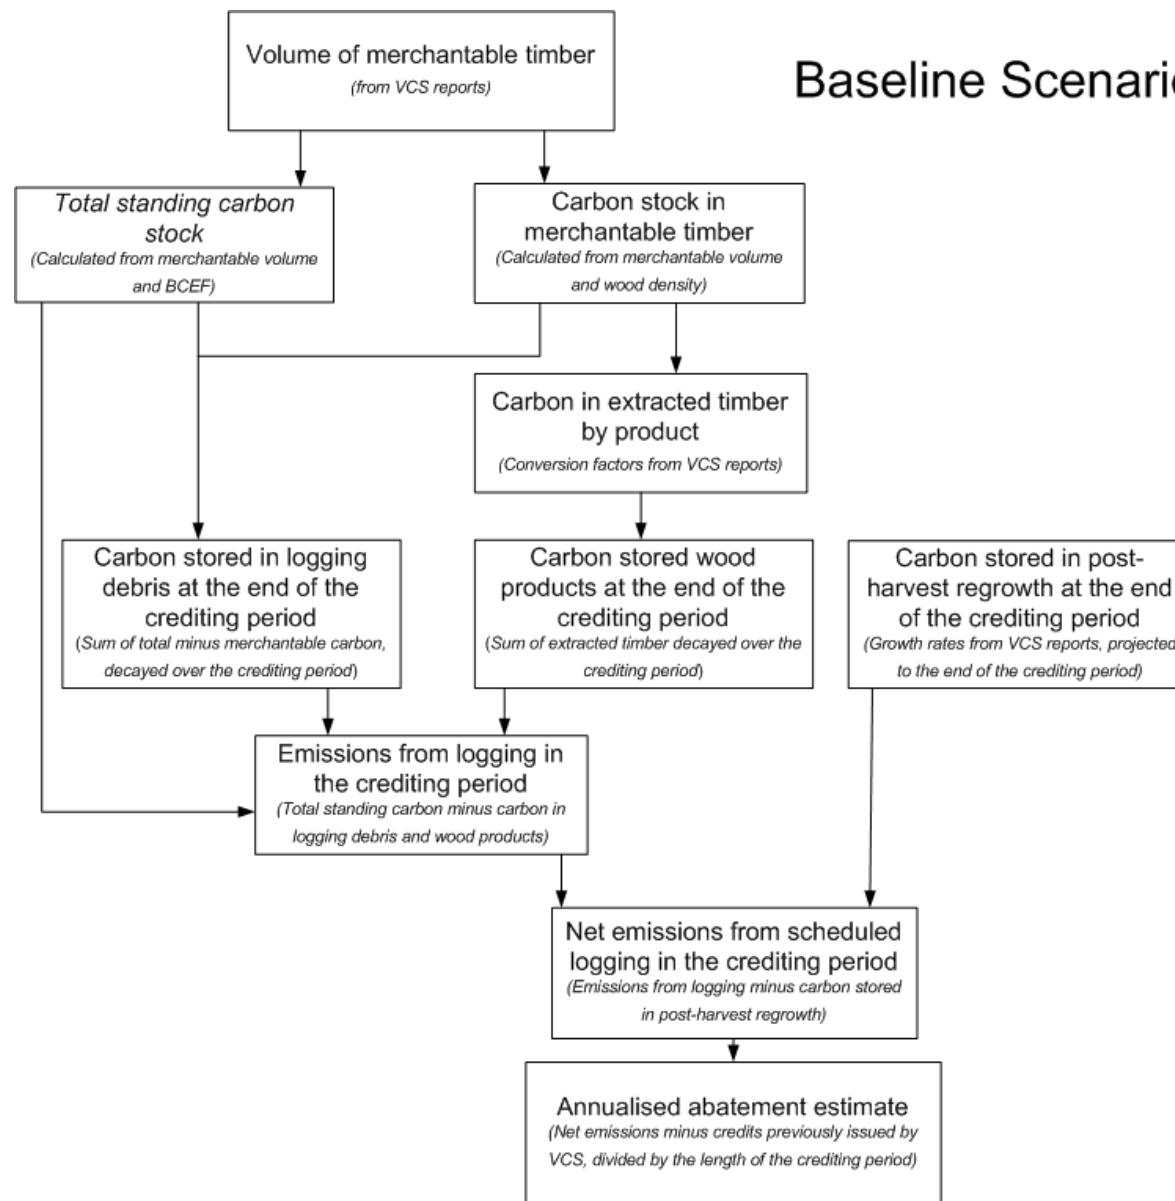 Volume of merchantable timber
(from VCS reports)
Baseline Scenario
Total standing carbon
stock
(Calculated from merchantable volume
and BCEF)
Carbon stock in
merchantable timber
(Calculated from merchantable volume
and wood density)
Carbon in extracted timber
by product
(Conversion factors from VCS reports)
Carbon stored in logging
debris at the end of the
crediting period
(Sum of total minus merchantable carbon,
decayed over the crediting period)
Carbon stored wood
products at the end of the
crediting period
(Sum of extracted timber decayed over the
crediting period)
Carbon stored in post-
harvest regrowth at the end
of the crediting period
(Growth rates from VCS reports, projected
to the end of the crediting period)
Emissions from logging in
the crediting period
(Total standing carbon minus carbon in
logging debris and wood products)
Net emissions from scheduled
logging in the crediting period
(Emissions from logging minus carbon stored
in post-harvest regrowth)
Annualised abatement estimate
(Net emissions minus credits previously issued by
VCS, divided by the length of the crediting period)